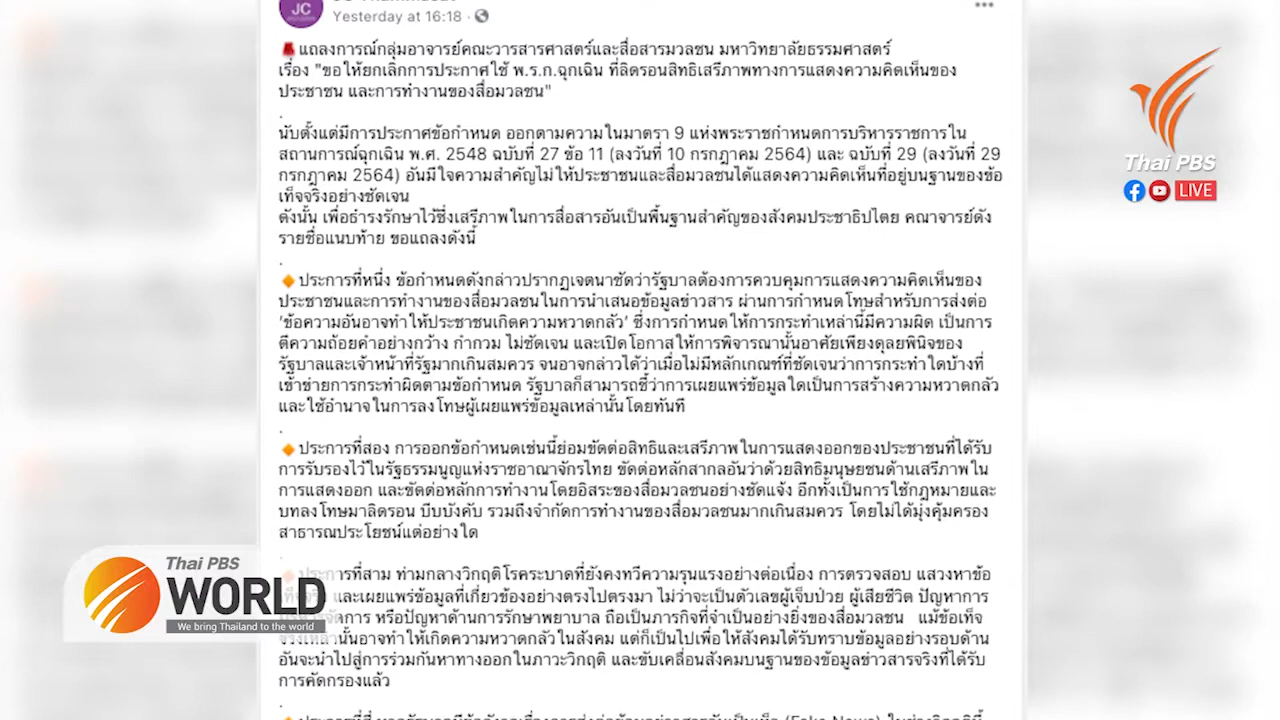 JC
Yesterday at 16:18
แถลงการณ์กลุ่มอาจารย์คณะวารสารศาสตร์และสื่อสารมวลชน มหาวิทยาลัยธรรมศาสตร์
เรื่อง "ขอให้ยกเลิกการประกาศใช้ พ.ร.ก.ฉุกเฉิน ที่ลิดรอนสิทธิเสรีภาพทางการแสดงความคิดเห็นของ
ประชาชน และการทำงานของสื่อมวลชน"
.
นับตั้งแต่มีการประกาศข้อกำหนด ออกตามความในมาตรา 9 แห่งพระราชกำหนดการบริหารราชการใน
สถานการณ์ฉุกเฉิน พ.ศ. 2548 ฉบับที่ 27 ข้อ 11 (ลงวันที่ 10 กรกฎาคม 2564) และ ฉบับที่ 29 (ลงวันที่ 29
กรกฎาคม 2564) อันมีใจความสำคัญไม่ให้ประชาชนและสื่อมวลชนได้แสดงความคิดเห็นที่อยู่บนฐานของข้อ
เท็จจริงอย่างชัดเจน
ดังนั้น เพื่อธำรงรักษาไว้ซึ่งเสรีภาพในการสื่อสารอันเป็นพื้นฐานสำคัญของสังคมประชาธิปไตย คณาจารย์ดัง
รายชื่อแนบท้าย ขอแถลงดังนี้
.
ประการที่หนึ่ง ข้อกำหนดดังกล่าวปรากฏเจตนาชัดว่ารัฐบาลต้องการควบคุมการแสดงความคิดเห็นของ
ประชาชนและการทำงานของสื่อมวลชนในการนำเสนอข้อมูลข่าวสาร ผ่านการกำหนดโทษสำหรับการส่งต่อ
'ข้อความอันอาจทำให้ประชาชนเกิดความหวาดกลัว' ซึ่งการกำหนดให้การกระทำเหล่านี้มีความผิด เป็นการ
ตีความถ้อยคำอย่างกว้าง กำกวม ไม่ชัดเจน และเปิดโอกาสให้การพิจารณานั้นอาศัยเพียงดุลยพินิจของ
รัฐบาลและเจ้าหน้าที่รัฐมากเกินสมควร จนอาจกล่าวได้ว่าเมื่อไม่มีหลักเกณฑ์ที่ชัดเจนว่าการกระทำใดบ้างที่
เข้าข่ายการกระทำผิดตามข้อกำหนด รัฐบาลก็สามารถชี้ว่าการเผยแพร่ข้อมูลใดเป็นการสร้างความหวาดกลัว
และใช้อำนาจในการลงโทษผู้เผยแพร่ข้อมูลเหล่านั้นโดยทันที
.
ประการที่สอง การออกข้อกำหนดเช่นนี้ย่อมขัดต่อสิทธิและเสรีภาพในการแสดงออกของประชาชนที่ได้รับ
การรับรองไว้ในรัฐธรรมนูญแห่งราชอาณาจักรไทย ขัดต่อหลักสากลอันว่าด้วยสิทธิมนุษยชนด้านเสรีภาพใน
การแสดงออก และขัดต่อหลักการทำงานโดยอิสระของสื่อมวลชนอย่างชัดแจ้ง อีกทั้งเป็นการใช้กฎหมายและ
บทลงโทษมาลิดรอน บีบบังคับ รวมถึงจำกัดการทำงานของสื่อมวลชนมากเกินสมควร โดยไม่ได้มุ่งคุ้มครอง
สาธารณประโยชน์แต่อย่างใด
ประการที่สาม ท่ามกลางวิกฤติโรคระบาดที่ยังคงทวีความรุนแรงอย่างต่อเนื่อง การตรวจสอบ แสวงหาข้อ
และเผยแพร่ข้อมูลที่เกี่ยวข้องอย่างตรงไปตรงมา ไม่ว่าจะเป็นตัวเลขผู้เจ็บป่วย ผู้เสียชีวิต ปัญหาการ
หรือปัญหาด้านการรักษาพยาบาล ถือเป็นภารกิจที่จำเป็นอย่างยิ่งของสื่อมวลชน แม้ข้อเท็จ
อาจทำให้เกิดความหวาดกลัวในสังคม แต่ก็เป็นไปเพื่อให้สังคมได้รับทราบข้อมูลอย่างรอบด้าน
อันจะนำไปสู่การร่วมกันหาทางออกในภาวะวิกฤติ และขับเคลื่อนสังคมบนฐานของข้อมูลข่าวสารจริงที่ได้รับ
การคัดกรองแล้ว
.
Thai PBS
LIVE
Thai PBS
WORLD
We bring Thailand to the world